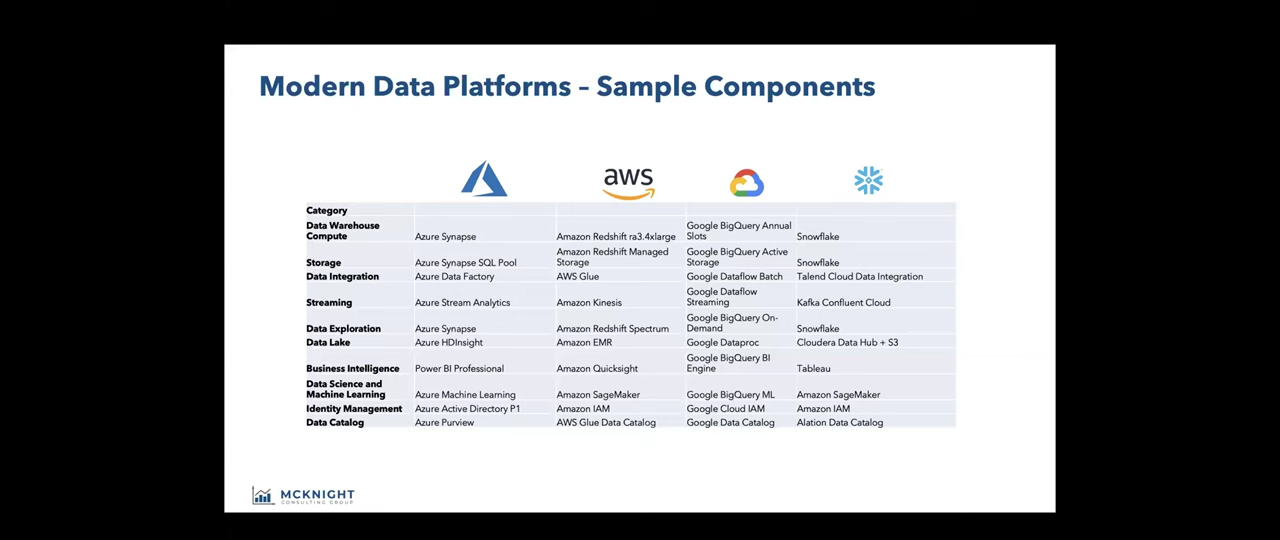 Modern Data Platforms – Sample Components
aws
Category
Data Warehouse Compute Azure Synapse Amazon Redshift ra3.4xlarge Google BigQuery Annual Slots Snowflake
Storage Azure Synapse SQL Pool Amazon Redshift Managed Storage Google BigQuery Active Storage Snowflake
Data Integration Azure Data Factory AWS Glue Google Dataflow Batch Talend Cloud Data Integration
Streaming Azure Stream Analytics Amazon Kinesis Google Dataflow Streaming Kafka Confluent Cloud
Data Exploration Azure Synapse Amazon Redshift Spectrum Google BigQuery On-Demand Snowflake
Data Lake Azure HDInsight Amazon EMR Google Dataproc Cloudera Data Hub + S3
Business Intelligence Power BI Professional Amazon Quicksight Google BigQuery BI Engine Tableau
Data Science and Machine Learning Azure Machine Learning Amazon SageMaker Google BigQuery ML Amazon SageMaker
Identity Management Azure Active Directory P1 Amazon IAM Google Cloud IAM Amazon IAM
Data Catalog Azure Purview AWS Glue Data Catalog Google Data Catalog Alation Data Catalog
MCKNIGHT
CONSULTING GROUP